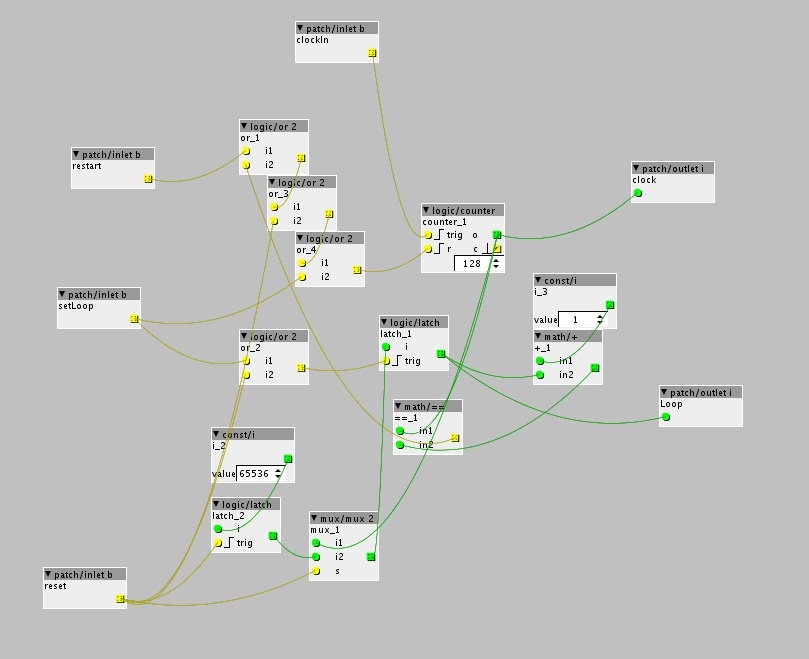 patch/inlet b
clockIn
logic/or 2
or_1
i1
i2
patch/inlet b
restart
logic/or 2
or_3
i1
i2
patch/outlet i
clock
logic/counter
counter_1
trig o
r c
128
logic/or 2
or_4
i1
i2
const/i
i_3
value 1
patch/inlet b
setLoop
logic/or 2
or_2
i1
i2
logic/latch
latch_1
i
trig
math/+
+_1
in1
in2
patch/outlet i
Loop
math/==
==_1
in1
in2
const/i
i_2
value 65536
logic/latch
latch_2
i
trig
mux/mux 2
mux_1
i1
i2
s
patch/inlet b
reset